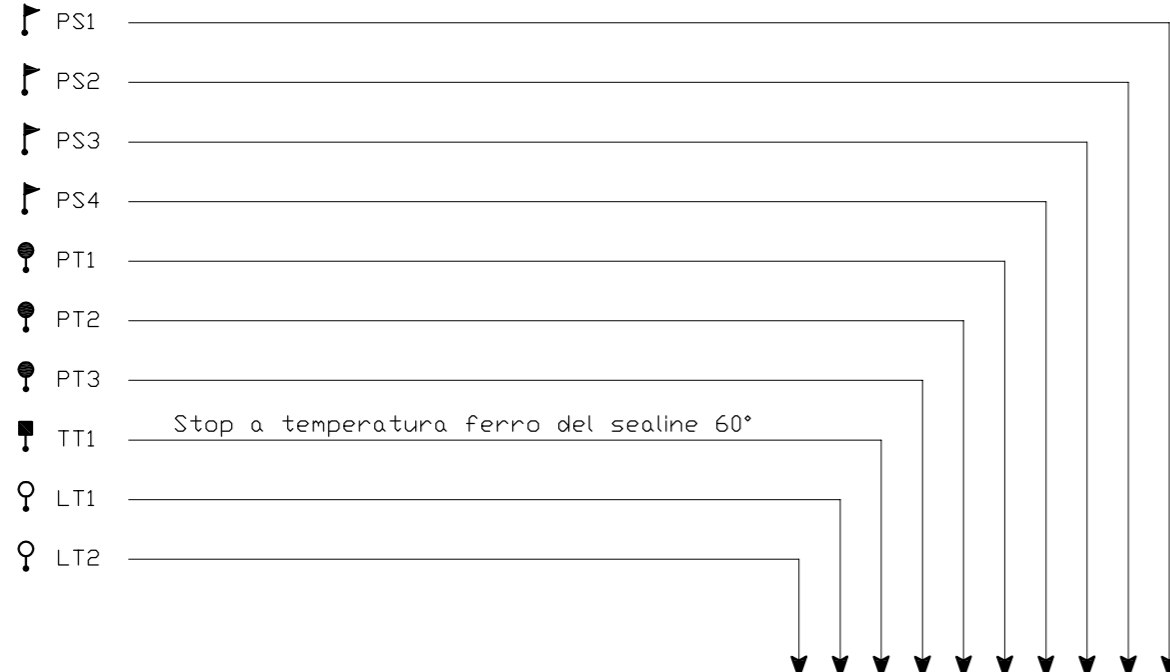 PS1
PS2
PS3
PS4
PT1
PT2
PT3
Stop a temperatura ferro del sealine 60°
TT1
LT1
LT2